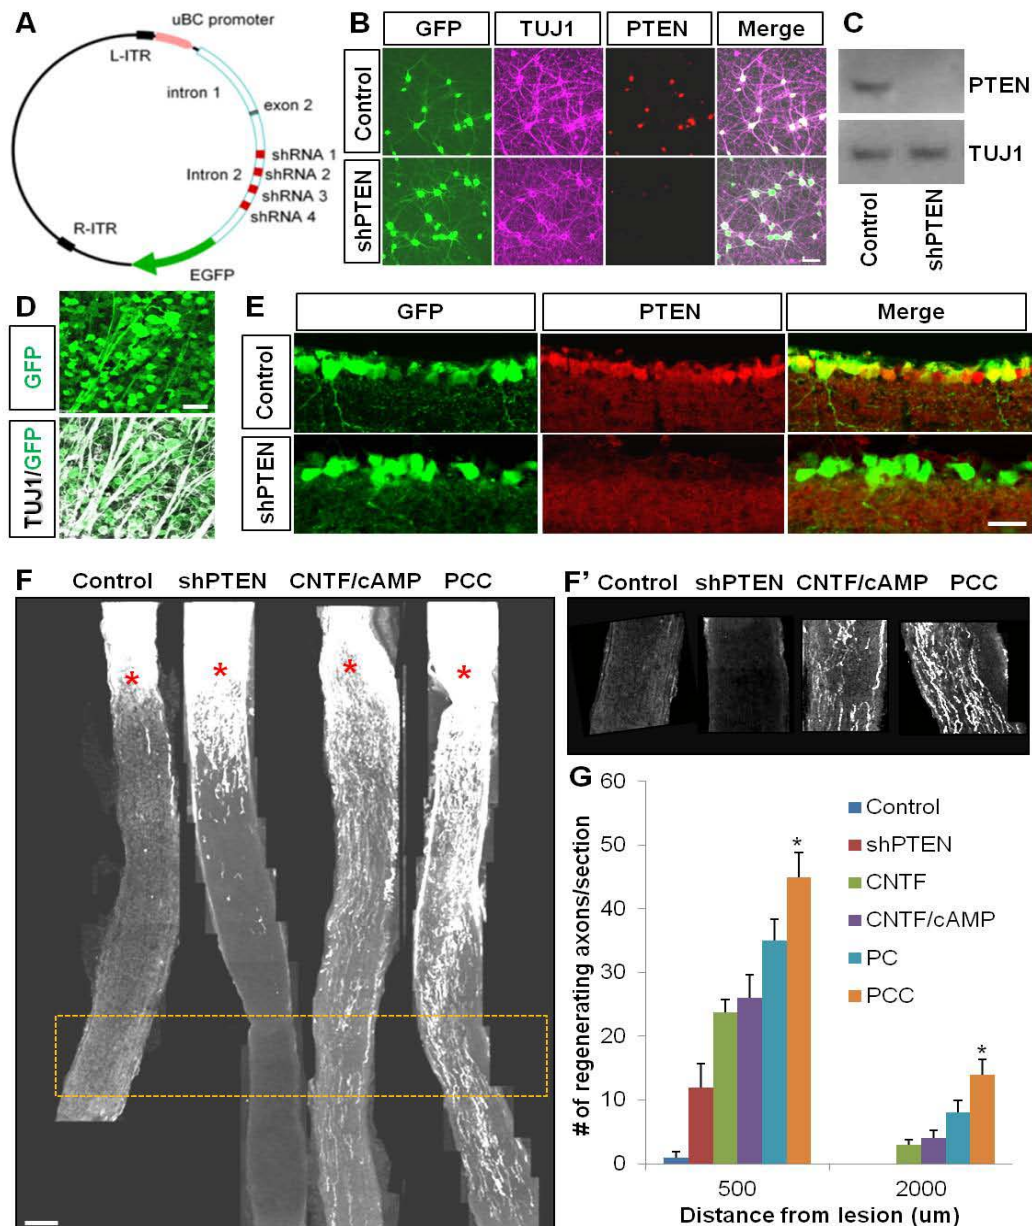 A
uBC promoter
L-ITR
intron 1
exon 2
shRNA 1
Intron 2
shRNA 2
shRNA 3
shRNA 4
R-ITR
EGFP
B
GFP TUJ1 PTEN Merge
Control
shPTEN
C
PTEN
TUJ1
Control
shPTEN
D
GFP
TUJ1/GFP
E
GFP PTEN Merge
Control
shPTEN
F
Control shPTEN CNTF/cAMP PCC
* * * *
F’
Control shPTEN CNTF/cAMP PCC
G
# of regenerating axons/section
60
50
40
30
20
10
0
Control
shPTEN
CNTF
CNTF/cAMP
PC
PCC
*
*
500 2000
Distance from lesion (um)